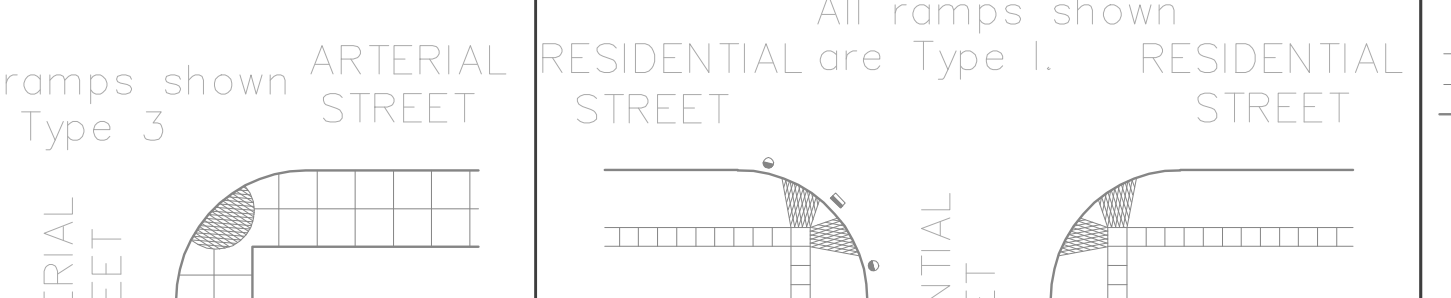 ramps shown
Type 3
ARTERIAL
STREET
All ramps shown
are Type 1.
RESIDENTIAL
STREET
RESIDENTIAL
STREET